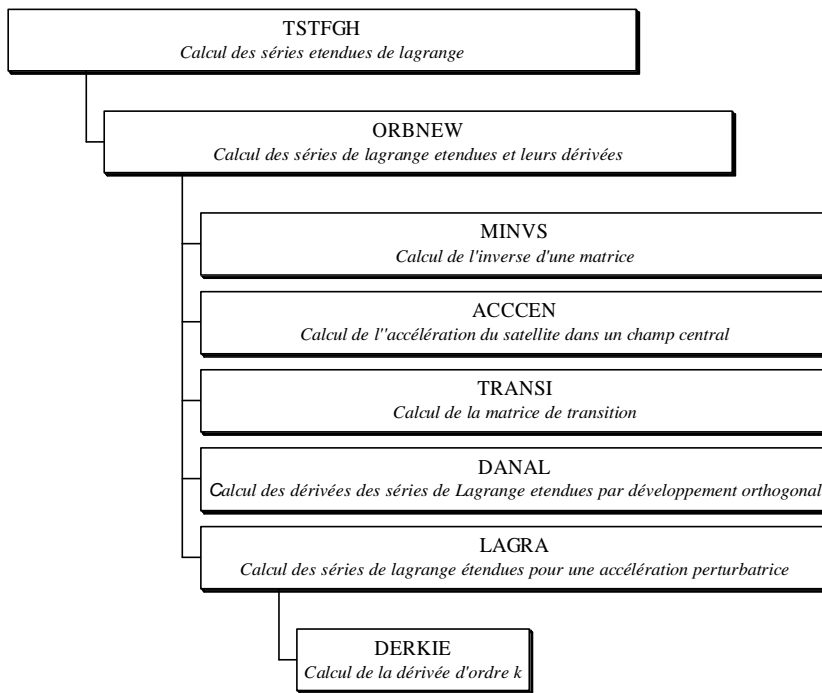 TSTFGH
Calcul des séries etendues de lagrange
ORBNEW
Calcul des séries de lagrange etendues et leurs dérivées
MINVS
Calcul de l'inverse d'une matrice
ACCCEN
Calcul de l''accélération du satellite dans un champ central
TRANSI
Calcul de la matrice de transition
DANAL
Calcul des dérivées des séries de Lagrange etendues par développement orthogonal
LAGRA
Calcul des séries de lagrange étendues pour une accélération perturbatrice
DERKIE
Calcul de la dérivée d'ordre k